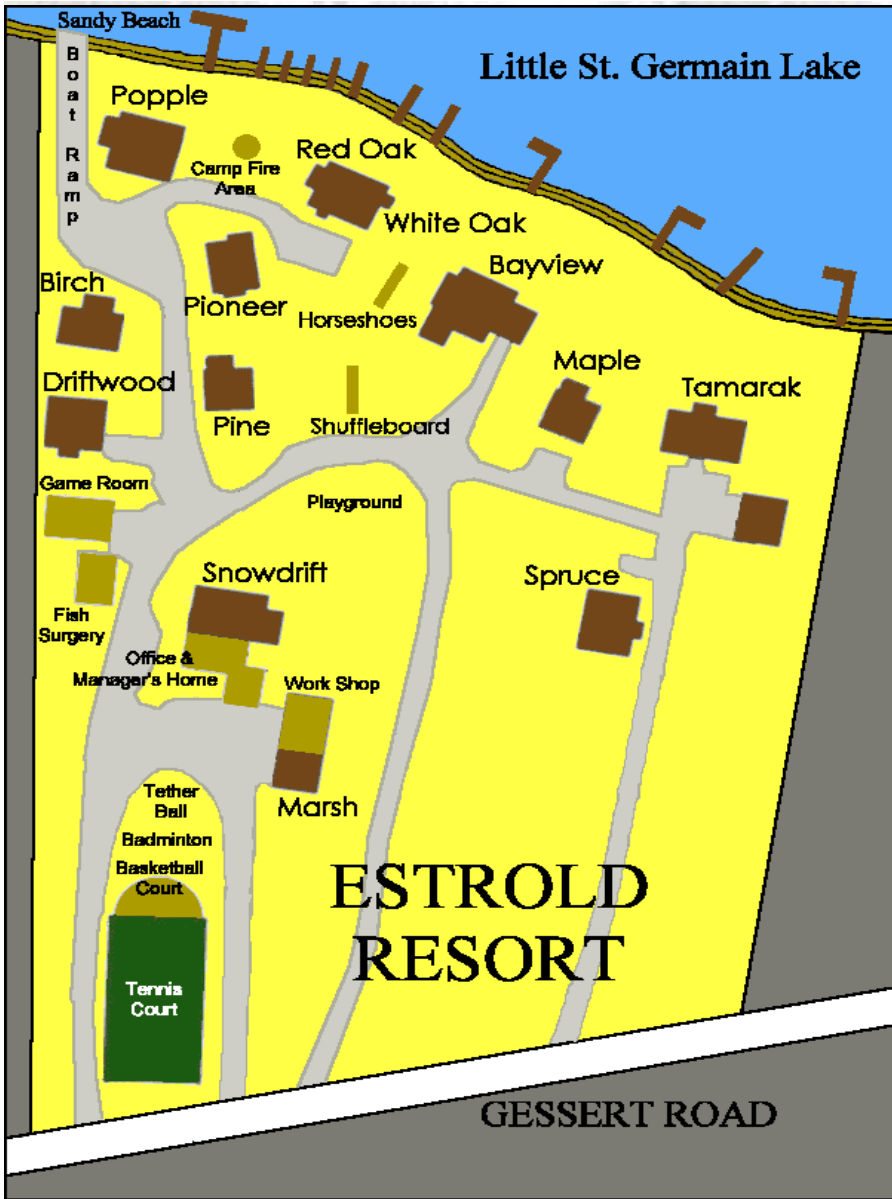 Sandy Beach
Boat Ramp
Little St. Germain Lake
Popple
Camp Fire
Area
Red Oak
White Oak
Bayview
Birch
Pioneer
Horseshoes
Maple
Tamarak
Driftwood
Pine
Shuffleboard
Game Room
Playground
Snowdrift
Spruce
Fish
Surgery
Office &
Manager's Home
Work Shop
Marsh
Tether
Ball
Badminton
Basketball
Court
Tennis
Court
ESTROLD
RESORT
GESSERT ROAD